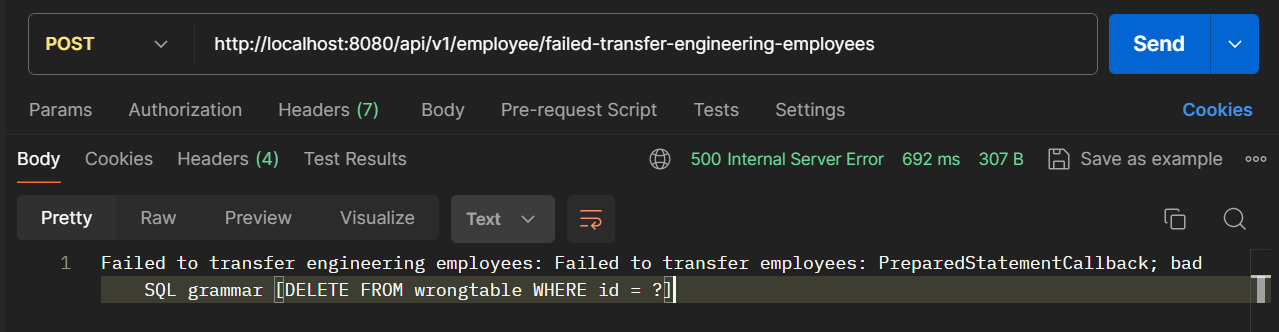 POST http://localhost:8080/api/v1/employee/failed-transfer-engineering-employees Send
Params Authorization Headers (7) Body Pre-request Script Tests Settings Cookies
Body Cookies Headers (4) Test Results 500 Internal Server Error 692 ms 307 B Save as example
Pretty Raw Preview Visualize Text
1 Failed to transfer engineering employees: Failed to transfer employees: PreparedStatementCallback; bad
SQL grammar [DELETE FROM wrongtable WHERE id = ?]